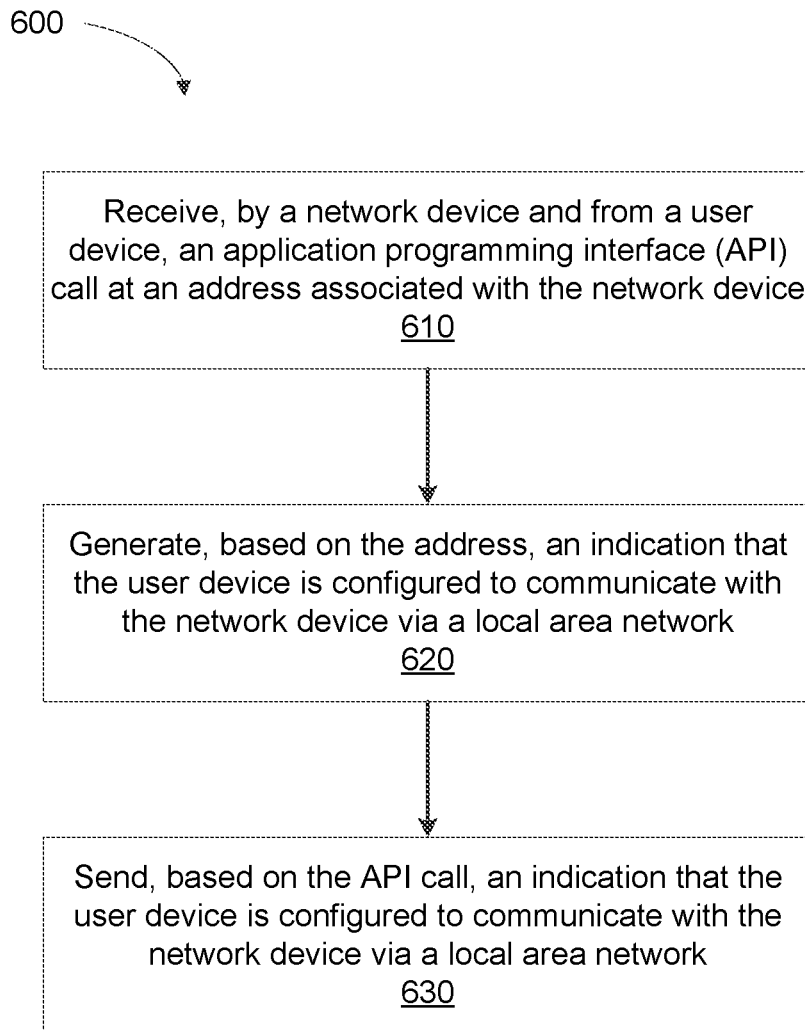 600
Receive, by a network device and from a user
device, an application programming interface (API)
call at an address associated with the network device
610
Generate, based on the address, an indication that
the user device is configured to communicate with
the network device via a local area network
620
Send, based on the API call, an indication that the
user device is configured to communicate with the
network device via a local area network
630